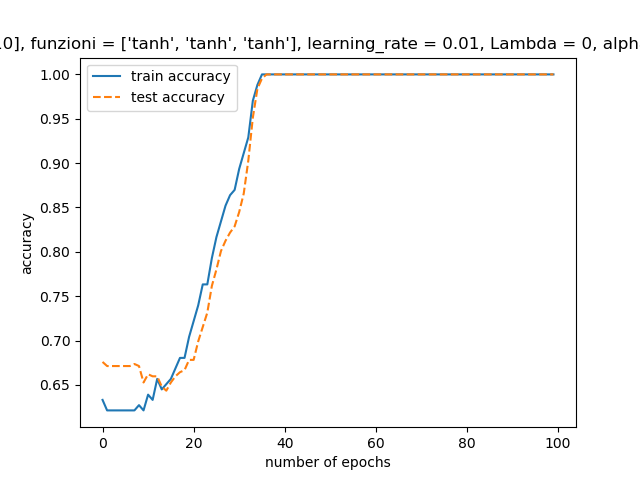 .0], funzioni = ['tanh', 'tanh', 'tanh'], learning_rate = 0.01, Lambda = 0, alph
train accuracy
test accuracy
1.00
0.95
0.90
0.85
0.80
0.75
0.70
0.65
accuracy
0 20 40 60 80 100
number of epochs